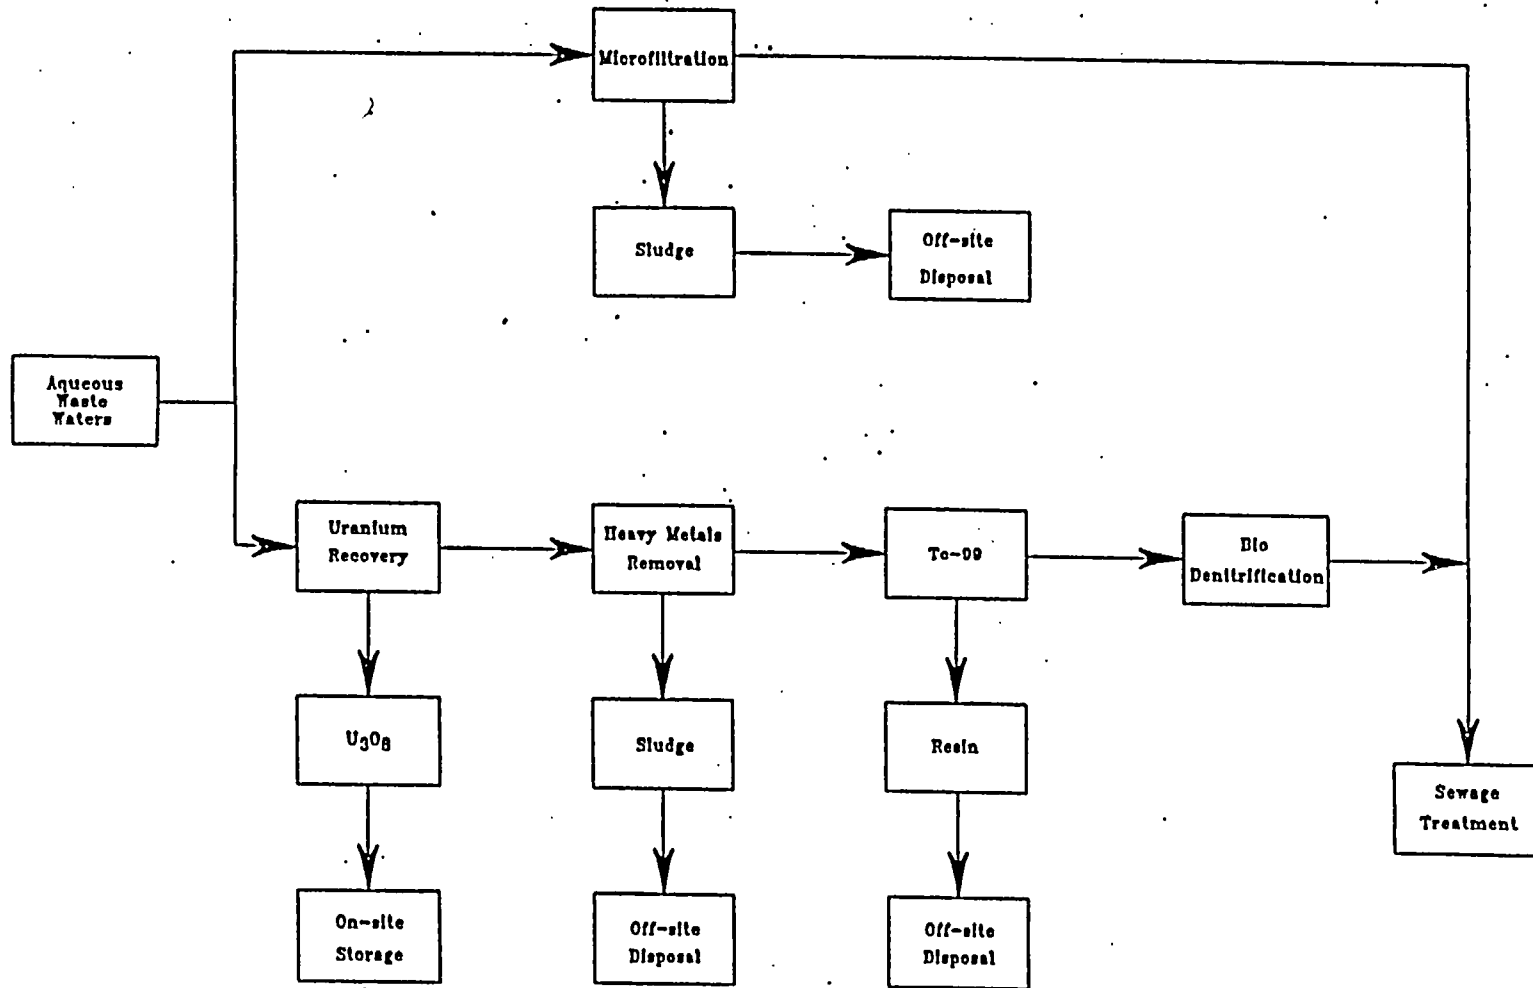 Microfiltration
Sludge
Off-site
Disposal
Aqueous
Waste
Waters
Uranium
Recovery
Heavy Metals
Removal
Tc-99
Bio
Denitrification
U3O8
Sludge
Resin
Sewage
Treatment
On-site
Storage
Off-site
Disposal
Off-site
Disposal